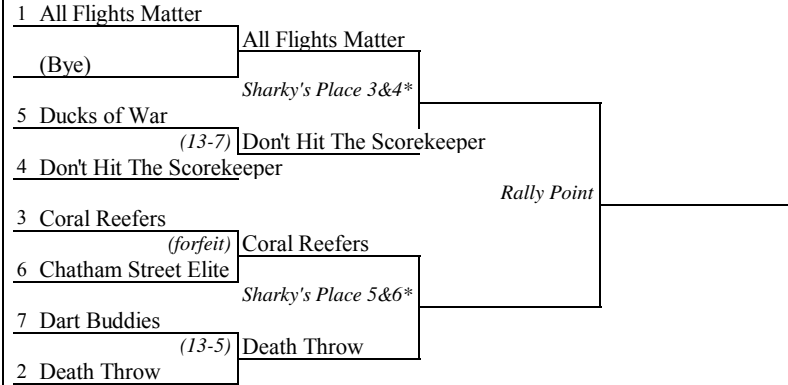 1 All Flights Matter
All Flights Matter
(Bye)
Sharky's Place 3&4*
5 Ducks of War
(13-7) Don't Hit The Scorekeeper
4 Don't Hit The Scorekeeper
Rally Point
3 Coral Reefers
(forfeit) Coral Reefers
6 Chatham Street Elite
Sharky's Place 5&6*
7 Dart Buddies
(13-5) Death Throw
2 Death Throw